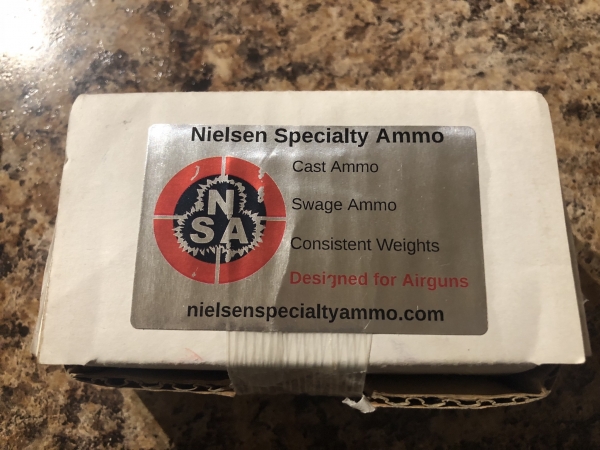 Nielsen Specialty Ammo
Cast Ammo
Swage Ammo
Consistent Weights
Designed for Airguns
nielsenspecialtyammo.com
N
SA